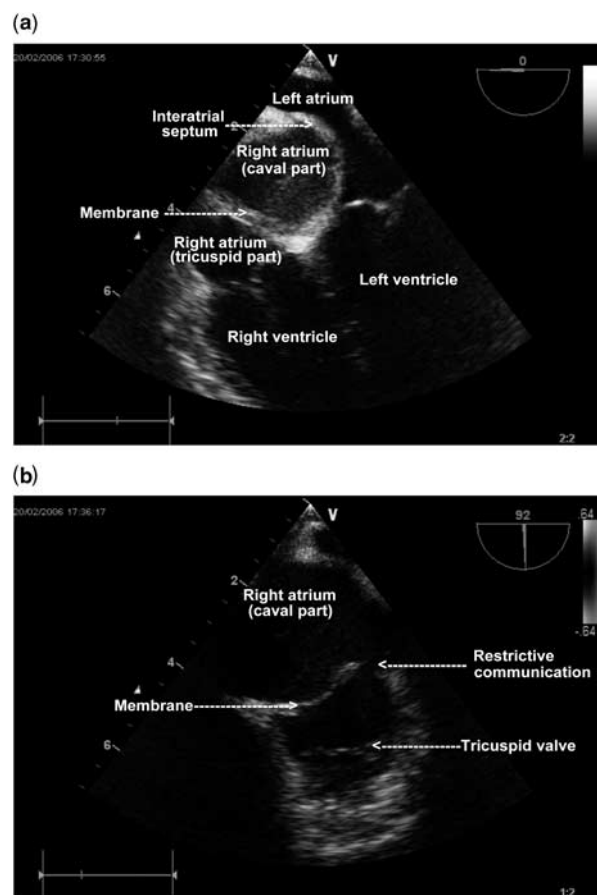 (a)
20/02/2006 17:30:55
V
0
Left atrium
Interatrial
septum
2
Right atrium
(caval part)
Membrane
4
Right atrium
(tricuspid part)
Left ventricle
6
Right ventricle
2:2
(b)
20/02/2006 17:36:17
V
92
.64
2
Right atrium
(caval part)
-.64
4
Restrictive
communication
Membrane
6
Tricuspid valve
1:2